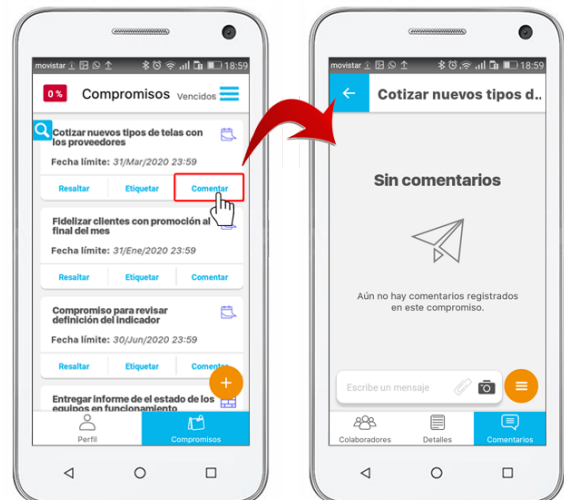 movistar 18:59
0 % Compromisos Vencidos
Cotizar nuevos tipos de telas con
los proveedores
Fecha límite: 31/Mar/2020 23:59
Resaltar Etiquetar Comentar
Fidelizar clientes con promoción al
final del mes
Fecha límite: 31/Ene/2020 23:59
Resaltar Etiquetar Comentar
Compromiso para revisar
definición del indicador
Fecha límite: 30/Jun/2020 23:59
Resaltar Etiquetar Comentar
Entregar informe de el estado de los
equipos en funcionamiento
Perfil Compromisos
movistar 18:59
Cotizar nuevos tipos d..
Sin comentarios
Aún no hay comentarios registrados
en este compromiso.
Escribe un mensaje
Colaboradores Detalles Comentarios